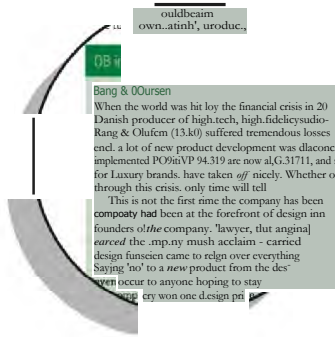 ouldbeaim
own..atinh', uroduc.,
OB i
Bang & 0Oursen
When the world was hit loy the financial crisis in 20
Danish producer of high.tech, high.fidelicysudio-
Rang & Olufem (13.k0) suffered tremendous losses
encl. a lot of new product development was dlaconc
implemented PO9itiVP 94.319 are now al,G.31711, and
for Luxury brands. have taken off nicely. Whether o
through this crisis. only time will tell
This is not the first rime the company has been
compoaty had been at the forefront of design inn
founders o!the company. 'lawyer, tlut angina]
earced the .mp.ny mush acclaim - carried
design funseien came to relgn over everything
Sayjng 'no' to a new product from the des-
even occur to anyone hoping to stay
ery won one d.esign pri